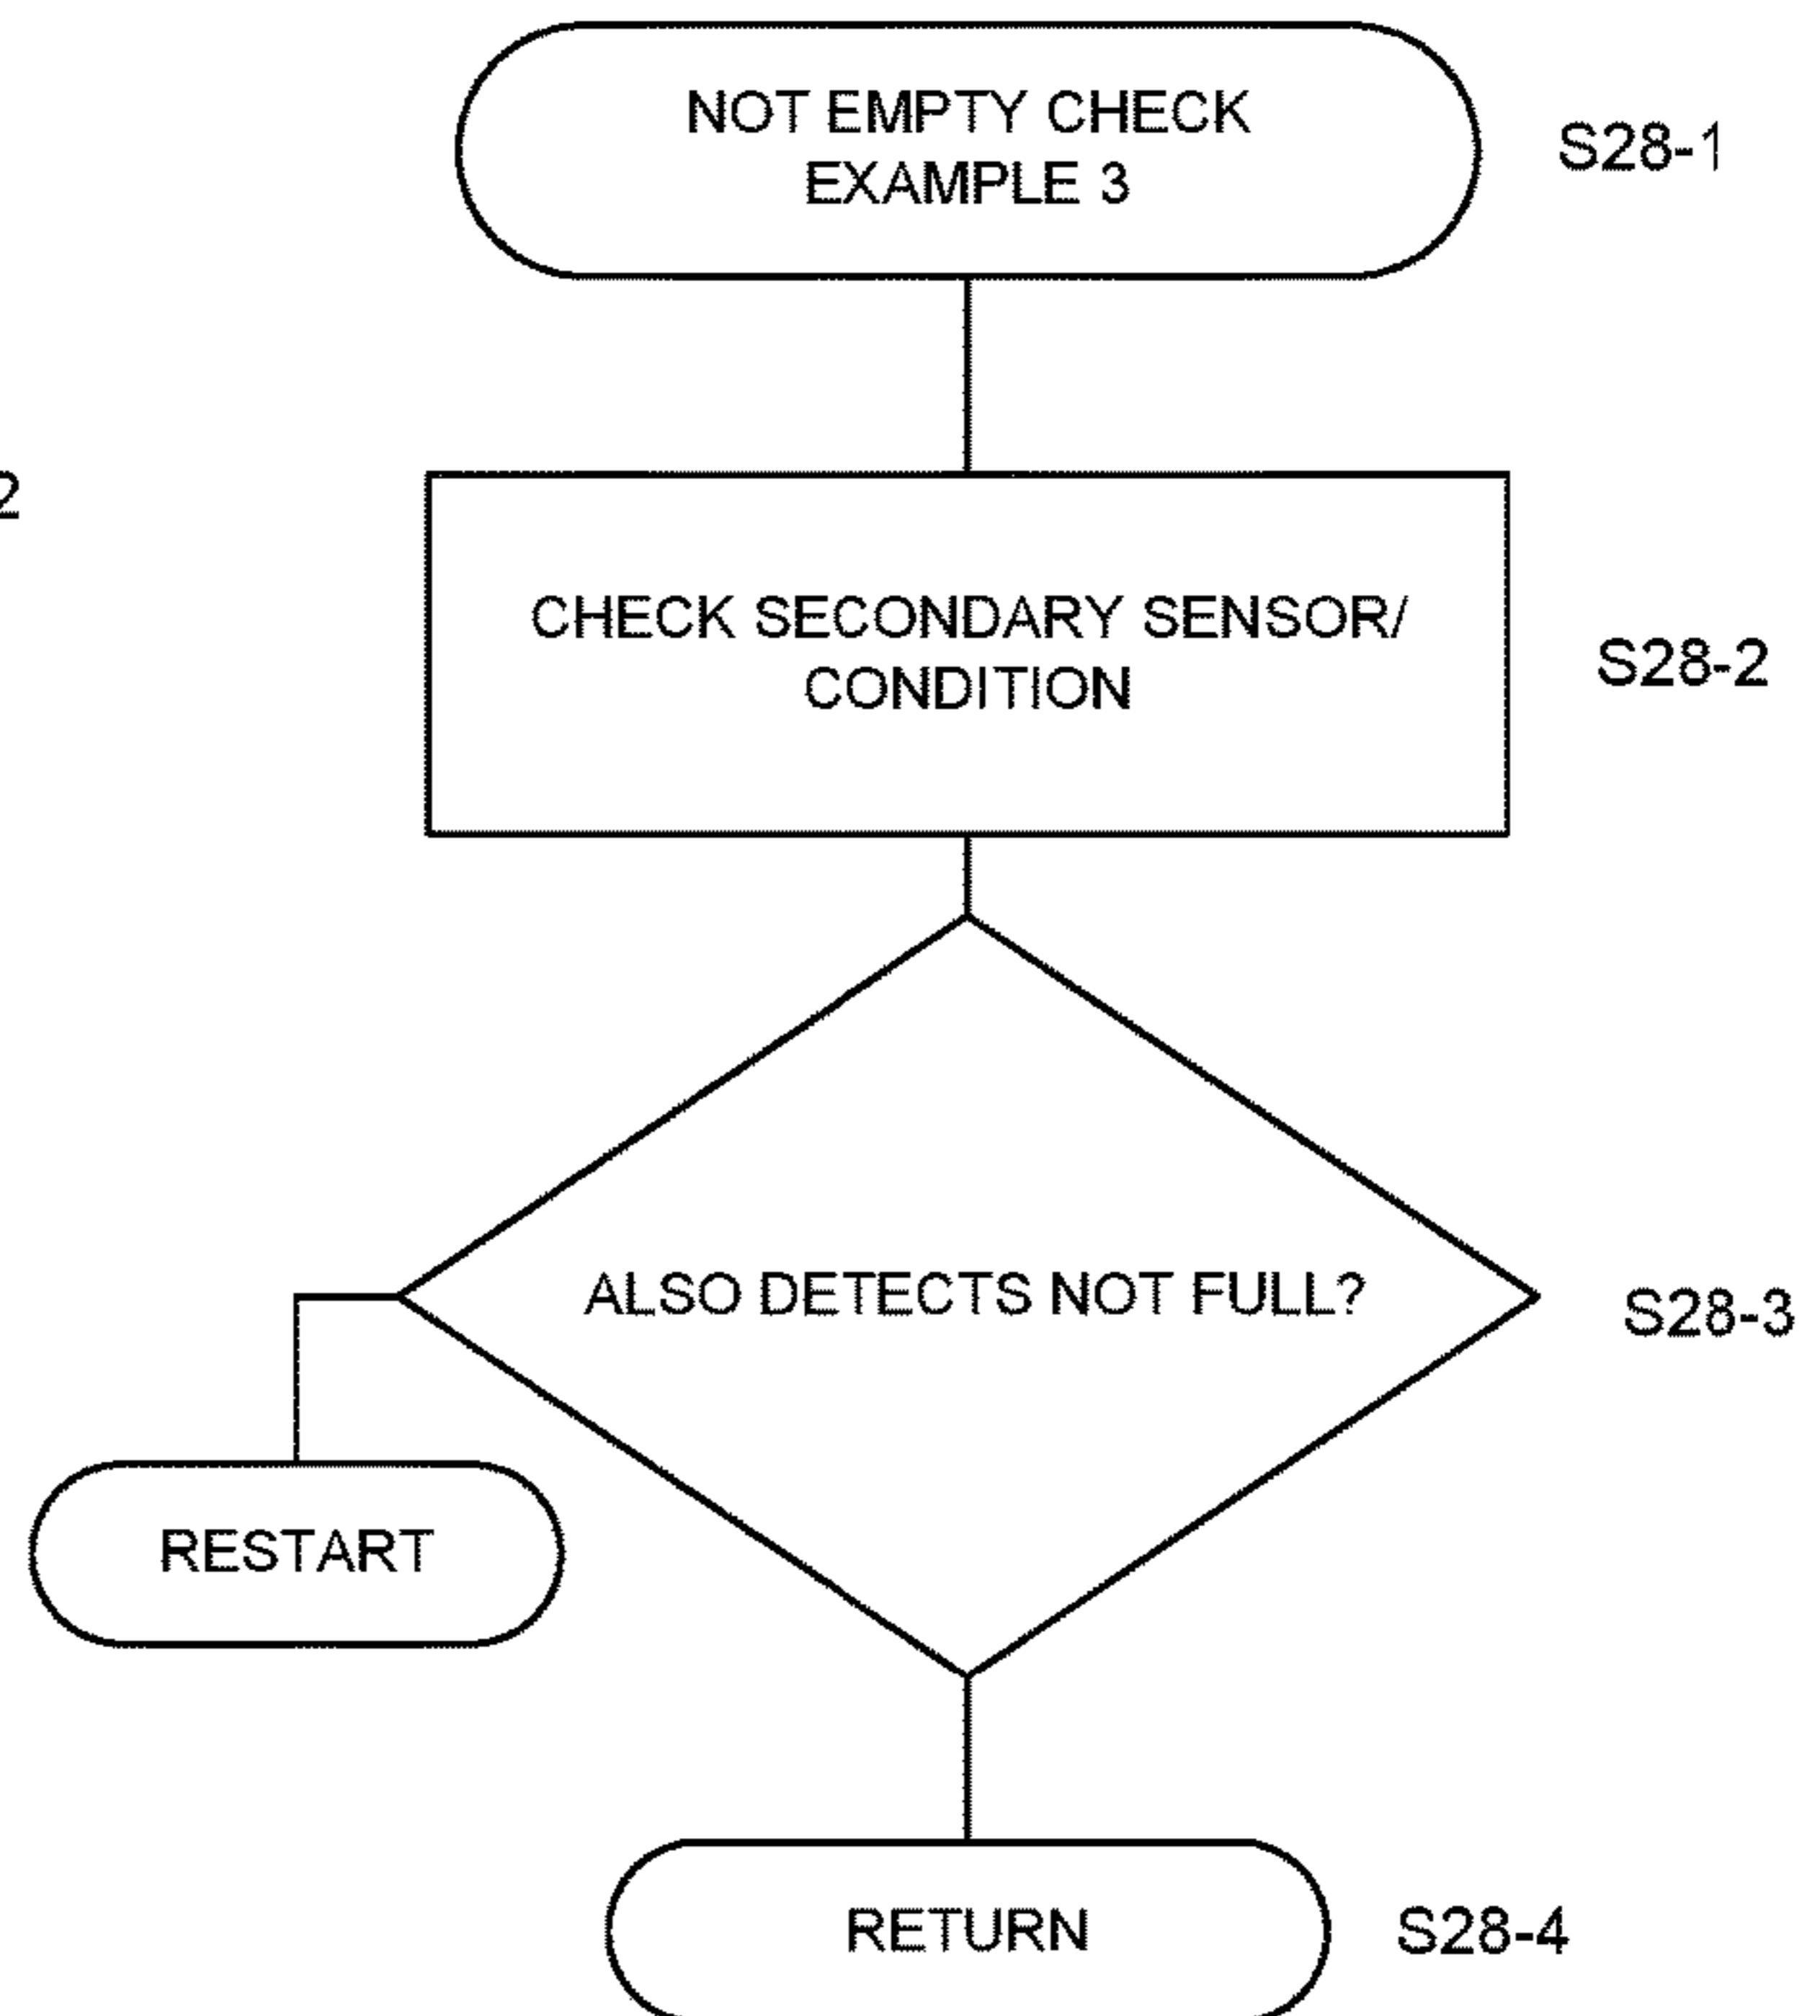 NOT EMPTY CHECK
EXAMPLE 3
S28-1
2
CHECK SECONDARY SENSOR/
CONDITION
S28-2
ALSO DETECTS NOT FULL?
S28-3
RESTART
RETURN
S28-4